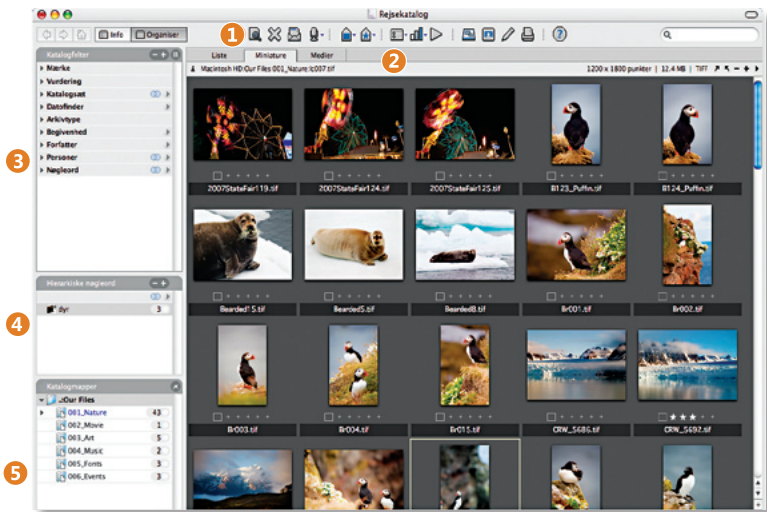 Rejsekatalog
Info
Organiser
1
2
Katalogfilter
Mærke
Vurdering
Katalogsæt
Datofinder
Arkivtype
Begivenhed
Forfatter
Personer
Nøgleord
3
Hierarkiske nøgleord
dyr 3
4
Katalogmapper
:Our Files
001_Nature 43
002_Movie 1
003_Art 5
004_Music 2
005_Fonts 3
006_Events 3
5
Liste Miniature Medier
Macintosh HD:Our Files:001_Nature:Ic007.tif
1200 x 1800 punkter | 12.4 MB | TIFF
2007StateFair119.tif 2007StateFair124.tif 2007StateFair125.tif B123_Puffin.tif B124_Puffin.tif
Bearded15.tif Bearded5.tif Bearded8.tif Br001.tif Br002.tif
Br003.tif Br004.tif Br015.tif CRW_5686.tif CRW_5692.tif